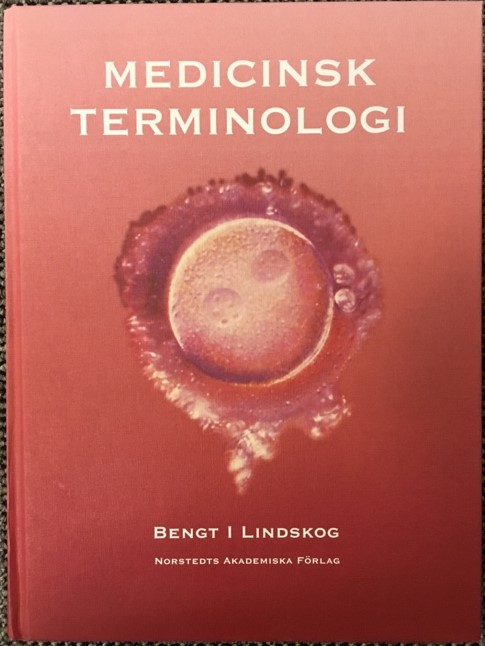 MEDICINSK
TERMINOLOGI
BENGT I LINDSKOG
NORSTEDTS AKADEMISKA FÖRLAG